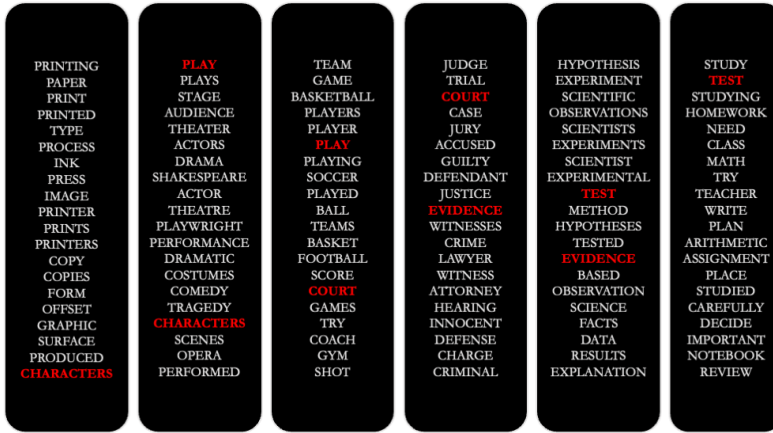 PRINTING
PAPER
PRINT
PRINTED
TYPE
PROCESS
INK
PRESS
IMAGE
PRINTER
PRINTS
PRINTERS
COPY
COPIES
FORM
OFFSET
GRAPHIC
SURFACE
PRODUCED
CHARACTERS
PLAY
PLAYS
STAGE
AUDIENCE
THEATER
ACTORS
DRAMA
SHAKESPEARE
ACTOR
THEATRE
PLAYWRIGHT
PERFORMANCE
DRAMATIC
COSTUMES
COMEDY
TRAGEDY
CHARACTERS
SCENES
OPERA
PERFORMED
TEAM
GAME
BASKETBALL
PLAYERS
PLAYER
PLAY
PLAYING
SOCCER
PLAYED
BALL
TEAMS
BASKET
FOOTBALL
SCORE
COURT
GAMES
TRY
COACH
GYM
SHOT
JUDGE
TRIAL
COURT
CASE
JURY
ACCUSED
GUILTY
DEFENDANT
JUSTICE
EVIDENCE
WITNESSES
CRIME
LAWYER
WITNESS
ATTORNEY
HEARING
INNOCENT
DEFENSE
CHARGE
CRIMINAL
HYPOTHESIS
EXPERIMENT
SCIENTIFIC
OBSERVATIONS
SCIENTISTS
EXPERIMENTS
SCIENTIST
EXPERIMENTAL
TEST
METHOD
HYPOTHESES
TESTED
EVIDENCE
BASED
OBSERVATION
SCIENCE
FACTS
DATA
RESULTS
EXPLANATION
STUDY
TEST
STUDYING
HOMEWORK
NEED
CLASS
MATH
TRY
TEACHER
WRITE
PLAN
ARITHMETIC
ASSIGNMENT
PLACE
STUDIED
CAREFULLY
DECIDE
IMPORTANT
NOTEBOOK
REVIEW